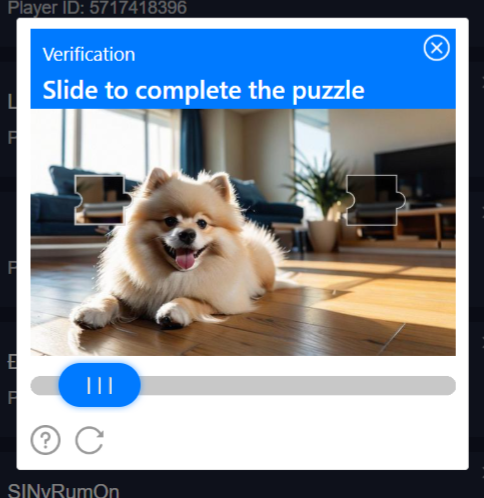 Player ID: 5717418396
Verification
Slide to complete the puzzle
L
P
P
P
SINyRumOn